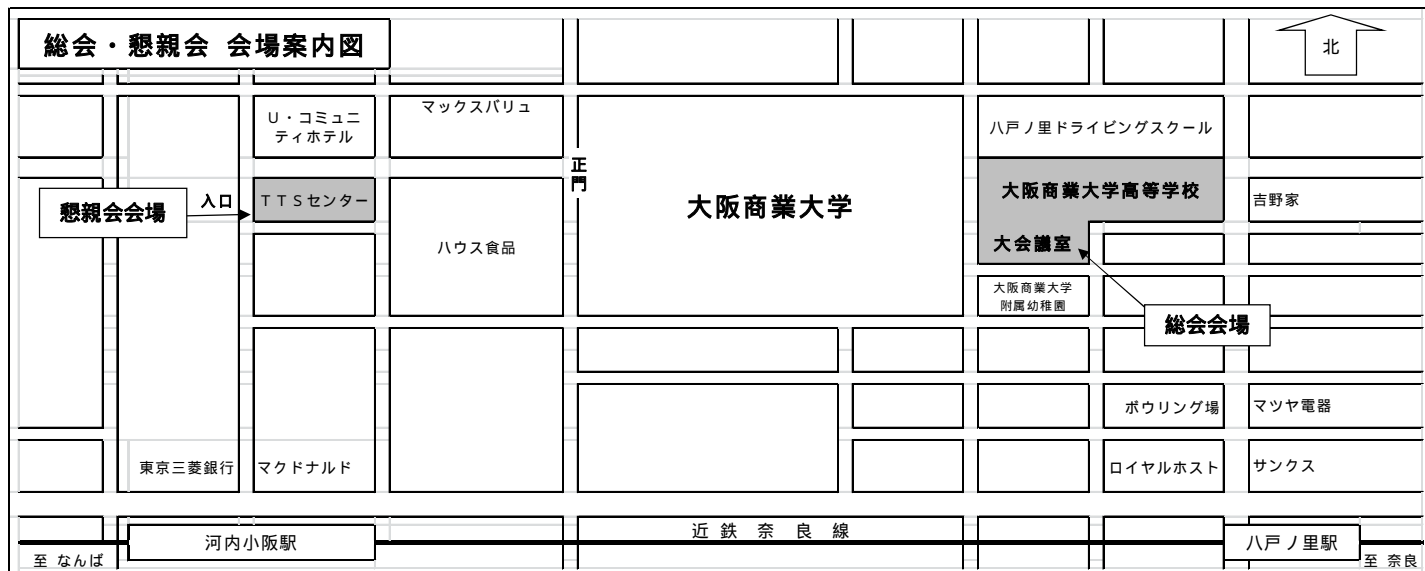 総会・懇親会 会場案内図
北
U・コミュニ
ティホテル
マックスバリュ
正
門
大阪商業大学
八戸ノ里ドライビングスクール
懇親会会場
入口
TTSセンター
ハウス食品
大阪商業大学高等学校
大会議室
吉野家
大阪商業大学
附属幼稚園
総会会場
ボウリング場
マツヤ電器
東京三菱銀行
マクドナルド
ロイヤルホスト
サンクス
近鉄奈良線
河内小阪駅
八戸ノ里駅
至 なんば
至 奈良